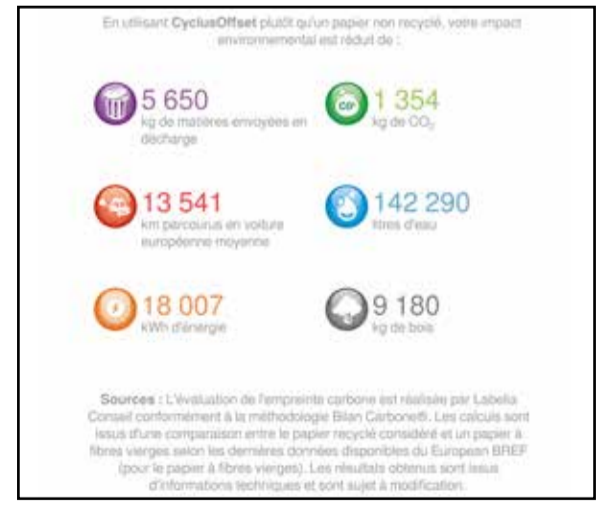 En utilisant CyclusOffset plutôt qu'un papier non recyclé, votre impact
environnemental est réduit de :
5 650
kg de matières envoyées en
décharge
1 354
kg de CO₂
13 541
km parcourus en voiture
européenne moyenne
142 290
litres d'eau
18 007
kWh d'énergie
9 180
kg de bois
Sources : L'évaluation de l'empreinte carbone est réalisée par Labelia
Conseil conformément à la méthodologie Bilan Carbone®. Les calculs sont
issus d'une comparaison entre le papier recyclé considéré et un papier à
fibres vierges selon les dernières données disponibles du European BREF
(pour le papier à fibres vierges). Les résultats obtenus sont issus
d'informations techniques et sont sujet à modification.